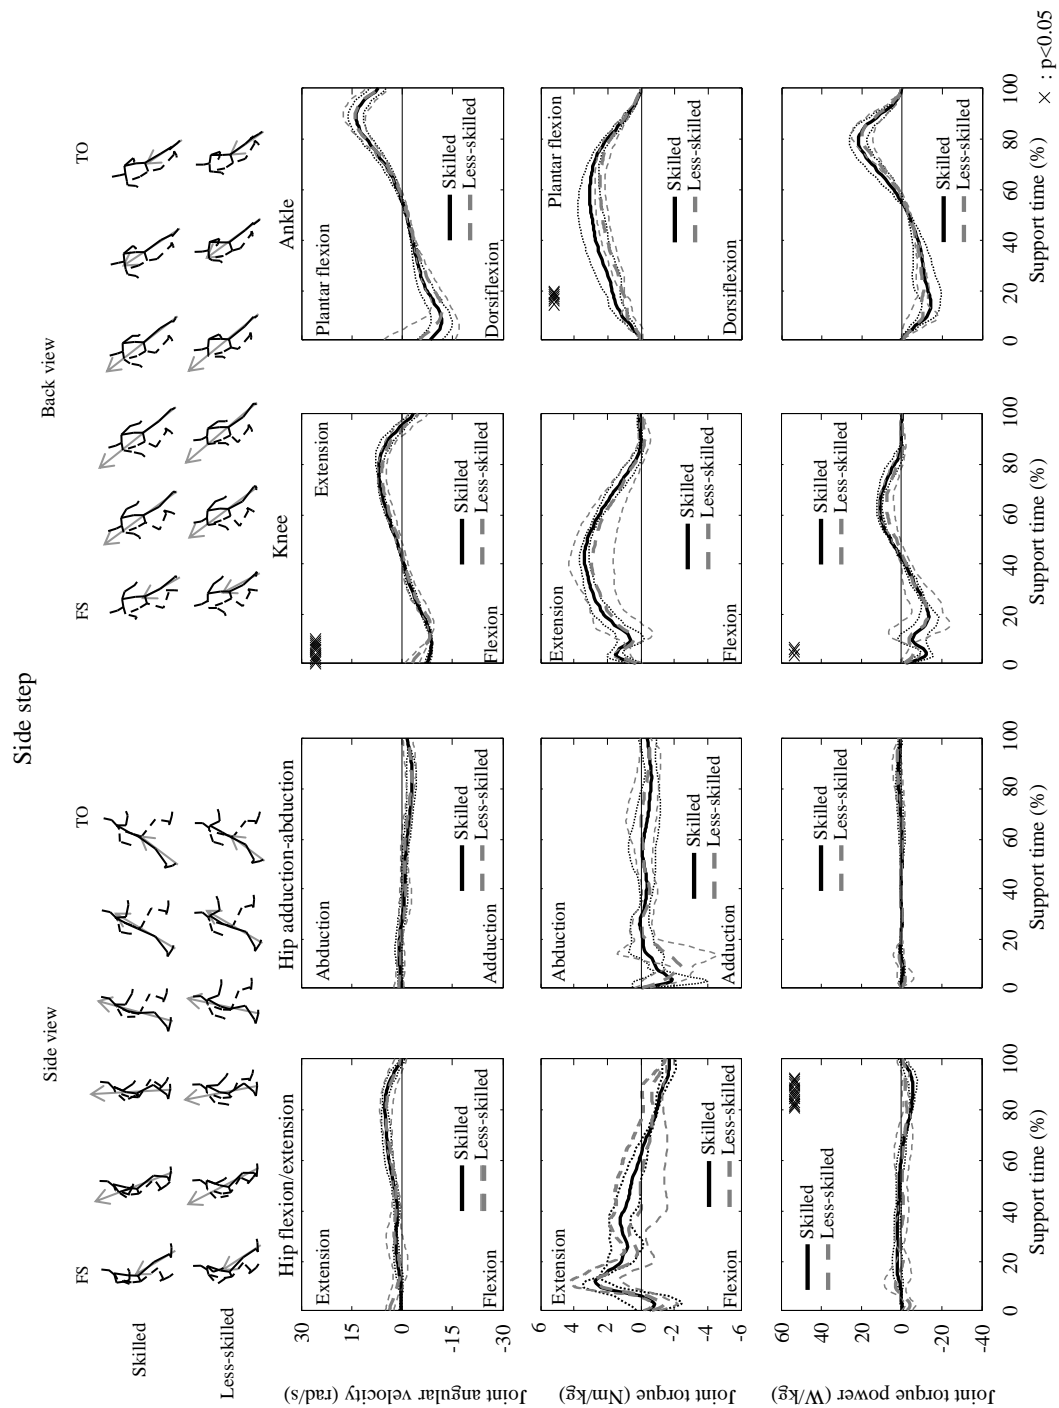 Side step
Side view
Back view
FS
TO
FS
TO
Skilled
Less-skilled
Hip flexion/extension
Hip adduction-abduction
Knee
Ankle
Joint angular velocity (rad/s)
30
15
0
-15
-30
Extension
Flexion
Skilled
Less-skilled
Abduction
Adduction
Skilled
Less-skilled
Extension
Flexion
Skilled
Less-skilled
Plantar flexion
Dorsiflexion
Skilled
Less-skilled
Joint torque (Nm/kg)
6
4
2
0
-2
-4
-6
Extension
Flexion
Skilled
Less-skilled
Abduction
Adduction
Skilled
Less-skilled
Extension
Flexion
Skilled
Less-skilled
Plantar flexion
Dorsiflexion
Skilled
Less-skilled
Joint torque power (W/kg)
60
40
20
0
-20
-40
Skilled
Less-skilled
Skilled
Less-skilled
Skilled
Less-skilled
Skilled
Less-skilled
0 20 40 60 80 100
0 20 40 60 80 100
0 20 40 60 80 100
0 20 40 60 80 100
Support time (%)
Support time (%)
Support time (%)
Support time (%)
× : p<0.05